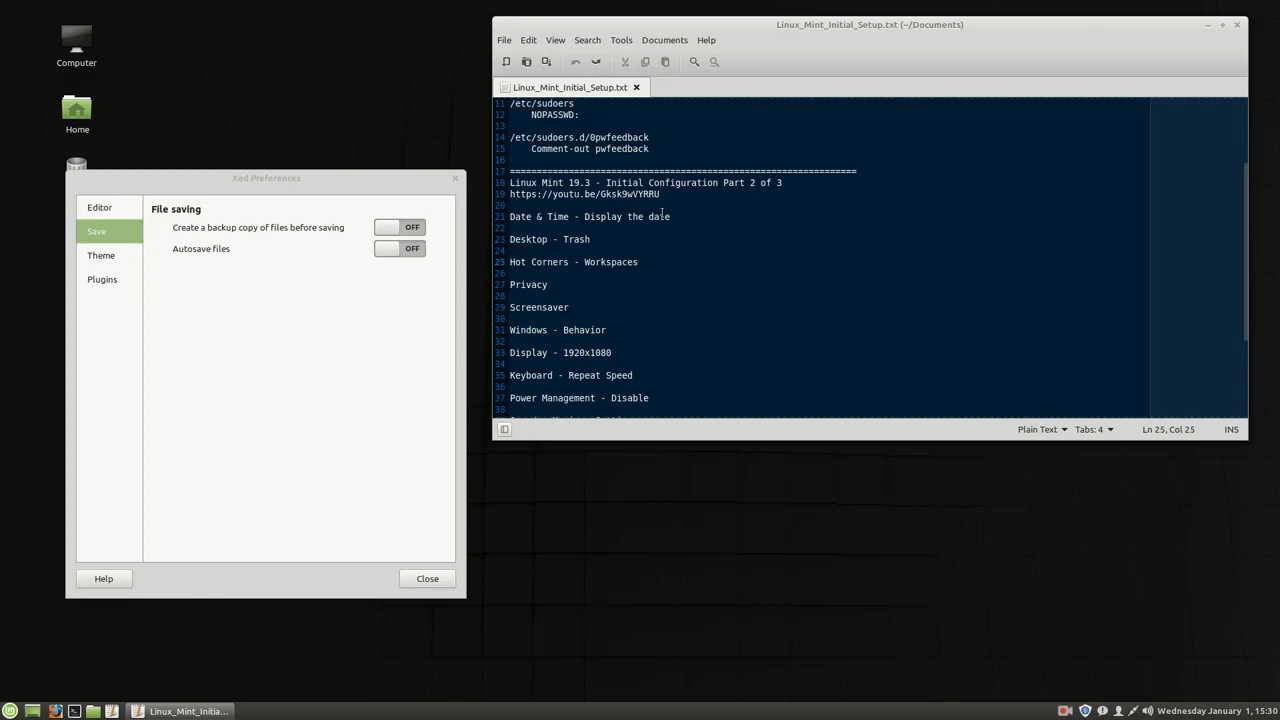 Computer
Home
Xed Preferences
Editor
Save
Theme
Plugins
File saving
Create a backup copy of files before saving
OFF
Autosave files
OFF
Help
Close
Linux_Mint_Initial_Setup.txt (~/Documents)
File Edit View Search Tools Documents Help
Linux_Mint_Initial_Setup.txt
11 /etc/sudoers
12 NOPASSWD:
13
14 /etc/sudoers.d/0pwfeedback
15 Comment-out pwfeedback
16
17 =================================================================
18 Linux Mint 19.3 - Initial Configuration Part 2 of 3
19 https://youtu.be/Gksk9wVYRRU
20
21 Date & Time - Display the date
22
23 Desktop - Trash
24
25 Hot Corners - Workspaces
26
27 Privacy
28
29 Screensaver
30
31 Windows - Behavior
32
33 Display - 1920x1080
34
35 Keyboard - Repeat Speed
36
37 Power Management - Disable
38
Plain Text Tabs: 4 Ln 25, Col 25 INS
Linux_Mint_Initia...
Wednesday January 1, 15:30